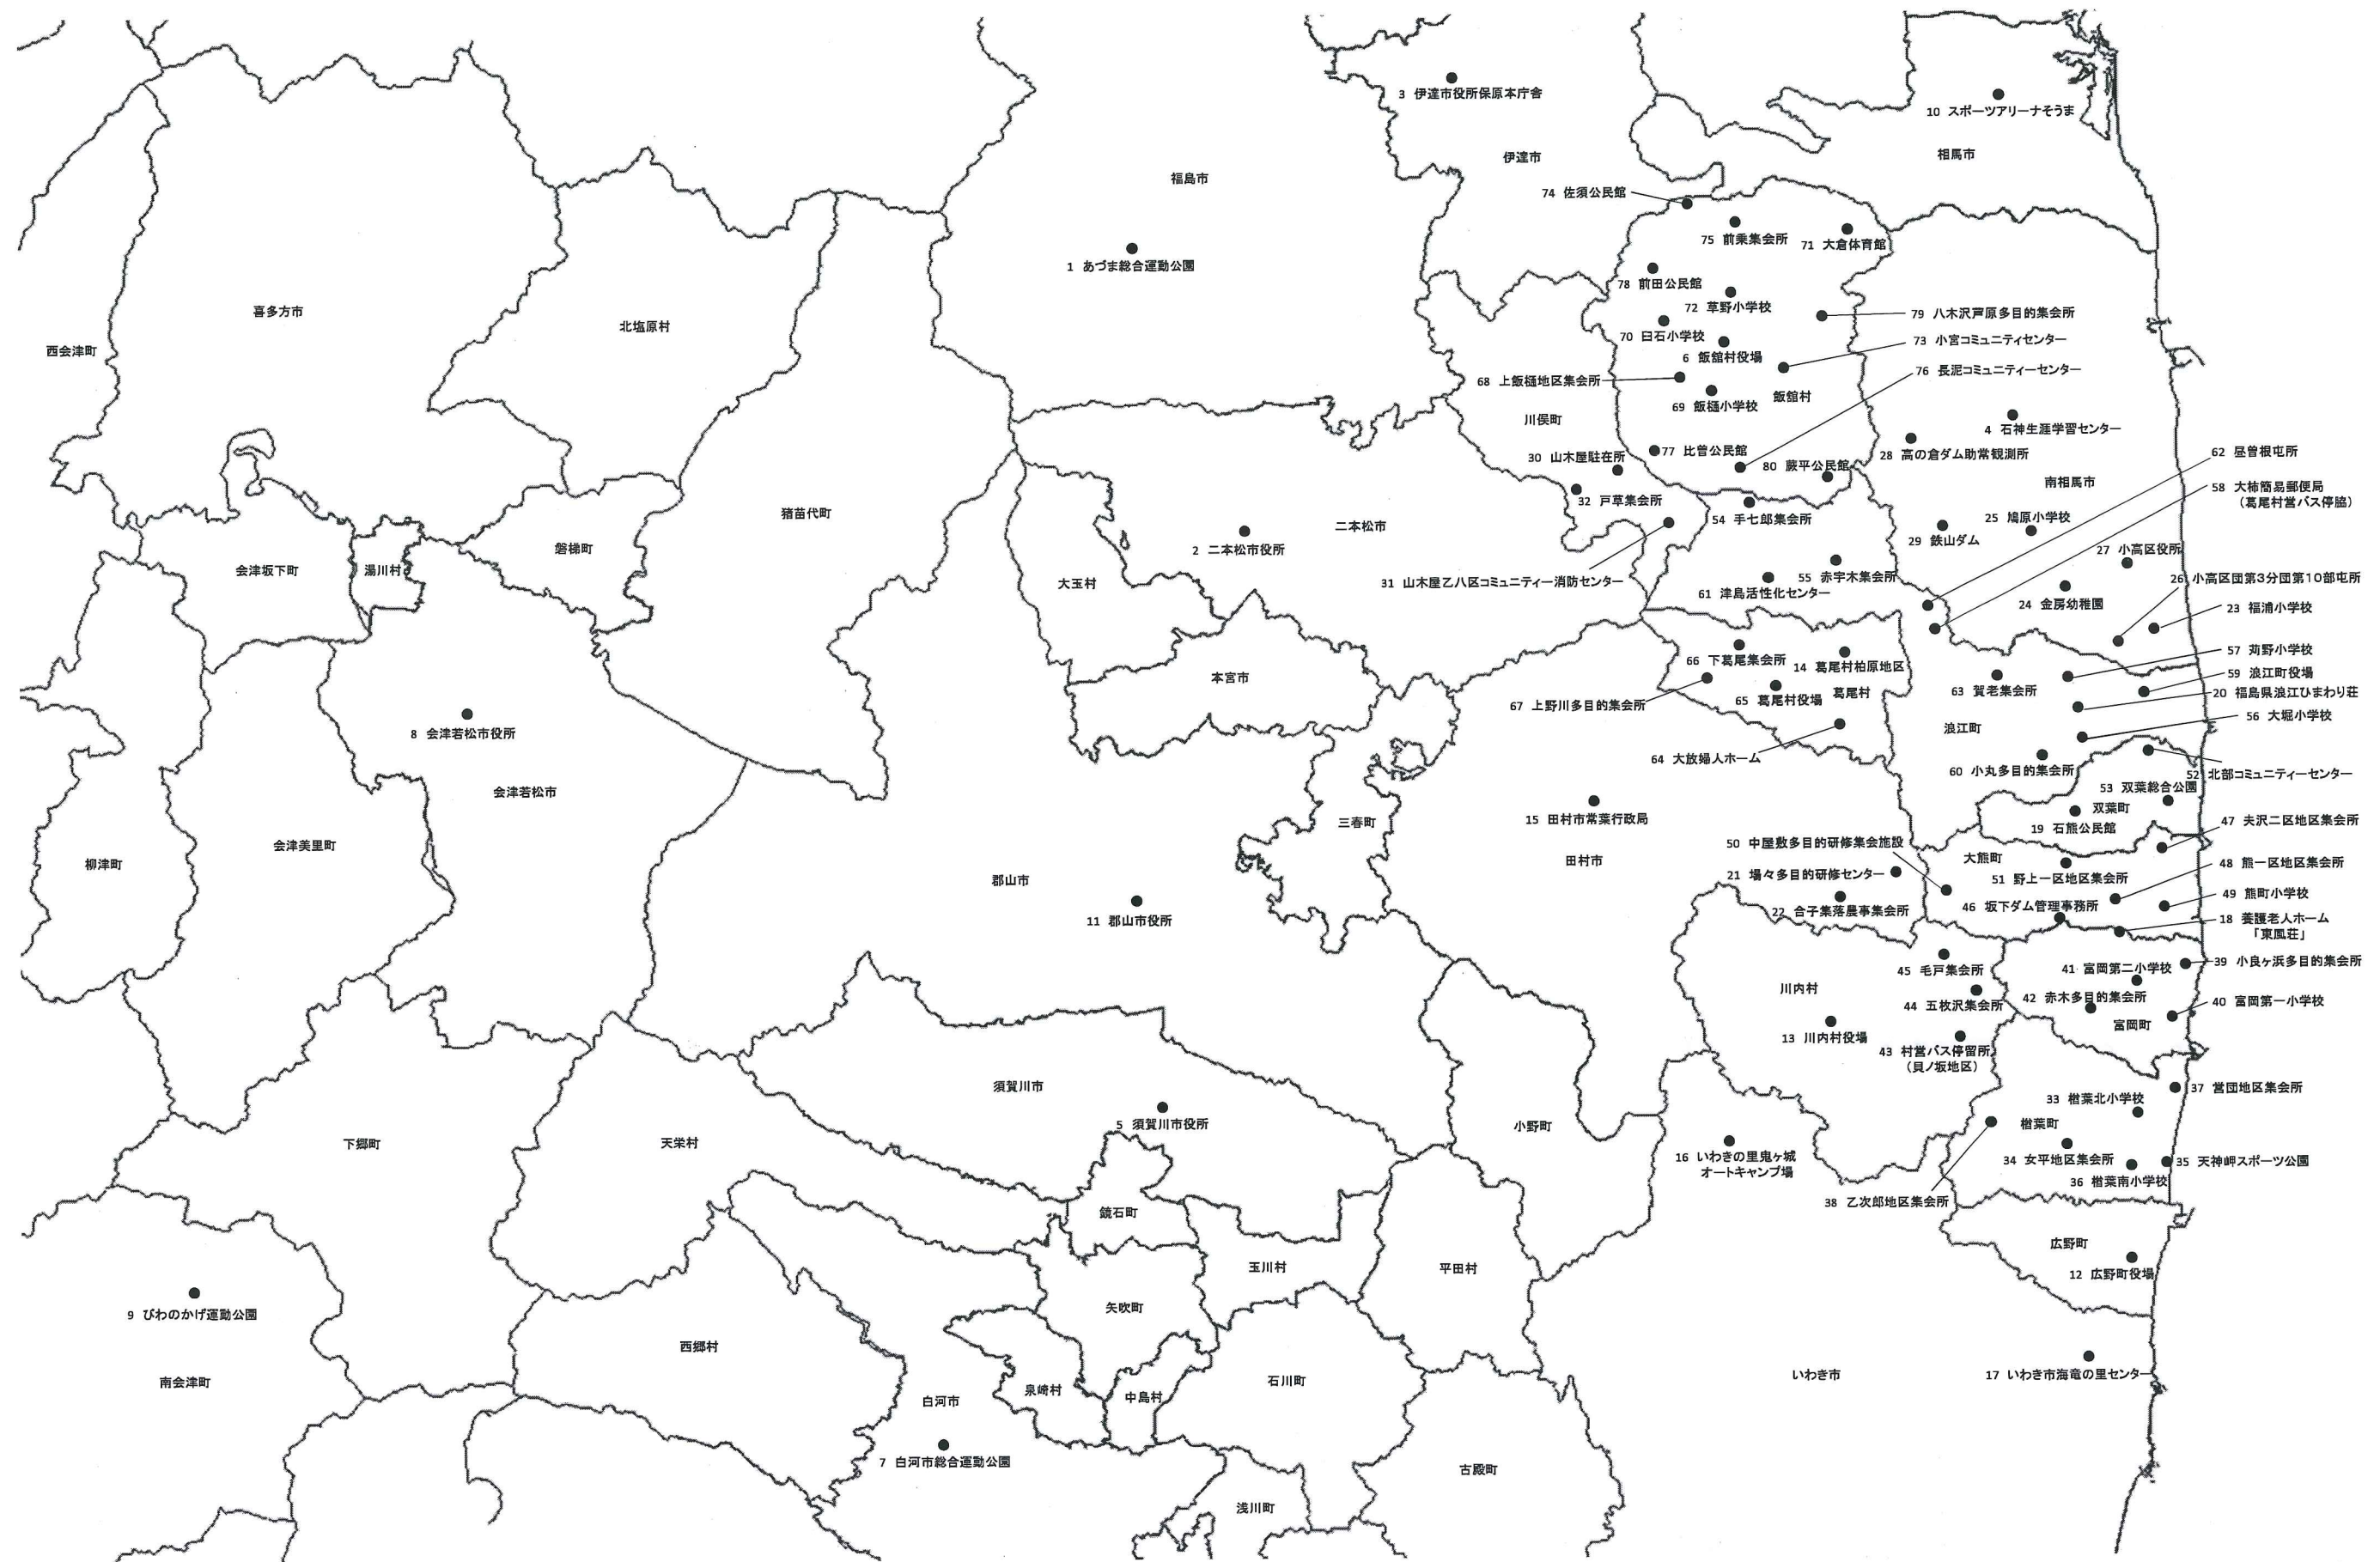 3 伊達市役所保原本庁舎
10 スポーツアリーナそうま
伊達市
相馬市
福島市
74 佐須公民館
75 前乗集会所
71 大倉体育館
1 あづま総合運動公園
78 前田公民館
喜多方市
北塩原村
西会津町
72 草野小学校
79 八木沢芦原多目的集会所
70 臼石小学校
73 小宮コミュニティセンター
6 飯舘村役場
76 長泥コミュニティーセンター
68 上飯樋地区集会所
飯舘村
69 飯樋小学校
川俣町
4 石神生涯学習センター
28 高の倉ダム助常観測所
62 昼曽根屯所
77 比曽公民館
30 山木屋駐在所
80 蕨平公民館
南相馬市
58 大柿簡易郵便局
(葛尾村営バス停脇)
32 戸草集会所
54 手七郎集会所
25 鳩原小学校
猪苗代町
二本松市
2 二本松市役所
29 鉄山ダム
27 小高区役所
磐梯町
会津坂下町
湯川村
大玉村
31 山木屋乙八区コミュニティー消防センター
55 赤宇木集会所
61 津島活性化センター
26 小高区団第3分団第10部屯所
24 金房幼稚園
23 福浦小学校
57 苅野小学校
66 下葛尾集会所
14 葛尾村柏原地区
本宮市
59 浪江町役場
63 賀老集会所
20 福島県浪江ひまわり荘
65 葛尾村役場
葛尾村
67 上野川多目的集会所
56 大堀小学校
浪江町
8 会津若松市役所
64 大放婦人ホーム
60 小丸多目的集会所
52 北部コミュニティーセンター
会津若松市
53 双葉総合公園
双葉町
19 石熊公民館
15 田村市常葉行政局
三春町
47 夫沢二区地区集会所
会津美里町
50 中屋敷多目的研修集会施設
大熊町
田村市
柳津町
48 熊一区地区集会所
21 場々多目的研修センター
51 野上一区地区集会所
郡山市
49 熊町小学校
22 合子集落農事集会所
46 坂下ダム管理事務所
11 郡山市役所
18 養護老人ホーム
「東風荘」
39 小良ヶ浜多目的集会所
45 毛戸集会所
41 富岡第二小学校
川内村
42 赤木多目的集会所
44 五枚沢集会所
40 富岡第一小学校
富岡町
13 川内村役場
43 村営バス停留所
(貝ノ坂地区)
須賀川市
37 営団地区集会所
33 楢葉北小学校
5 須賀川市役所
小野町
楢葉町
下郷町
天栄村
16 いわきの里鬼ヶ城
オートキャンプ場
34 女平地区集会所
35 天神岬スポーツ公園
36 楢葉南小学校
38 乙次郎地区集会所
鏡石町
広野町
玉川村
平田村
12 広野町役場
矢吹町
9 びわのかげ運動公園
西郷村
いわき市
17 いわき市海竜の里センター
南会津町
石川町
泉崎村
中島村
白河市
7 白河市総合運動公園
古殿町
浅川町